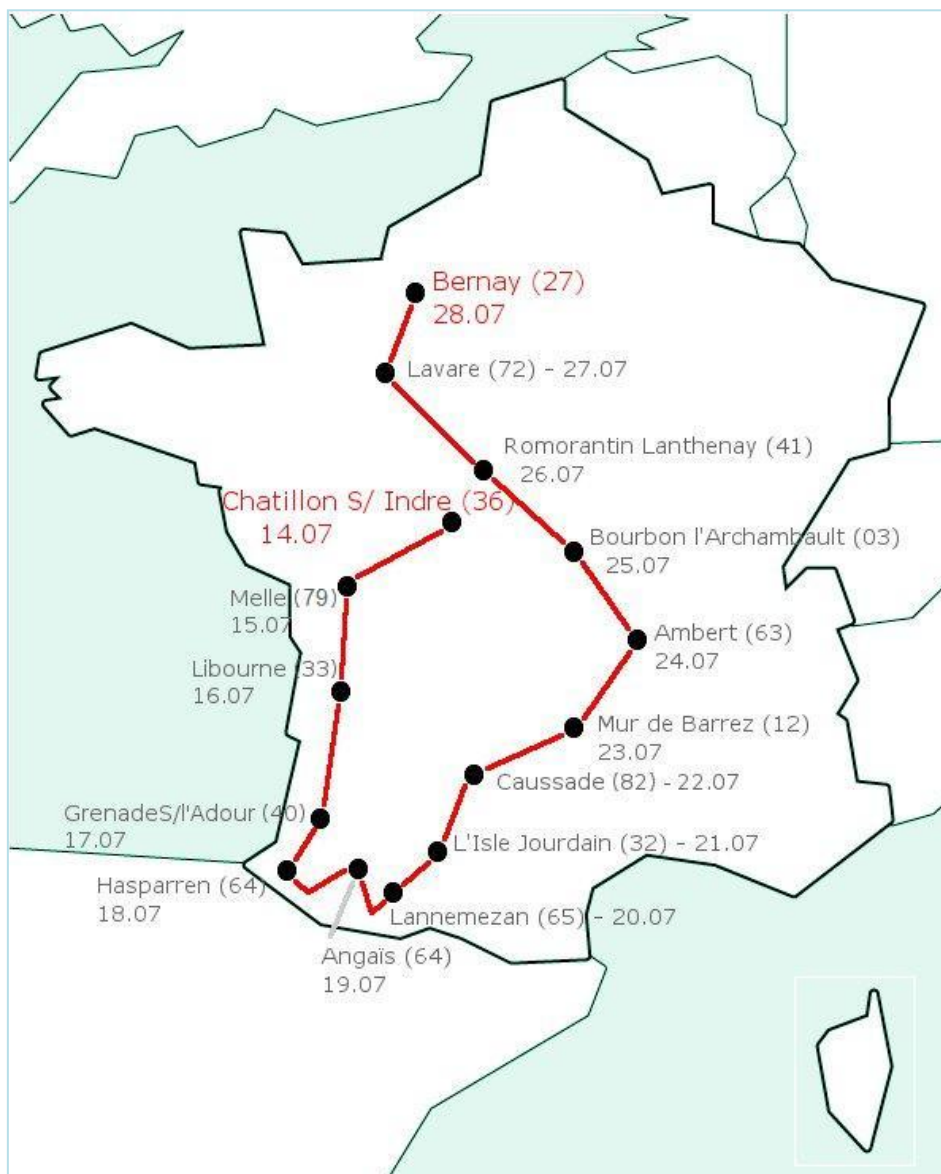 Bernay (27)
28.07
Lavare (72) - 27.07
Romorantin Lanthenay (41)
26.07
Chatillon S/ Indre (36)
14.07
Bourbon l'Archambault (03)
25.07
Melle (79)
15.07
Ambert (63)
24.07
Libourne (33)
16.07
Mur de Barrez (12)
23.07
Caussade (82) - 22.07
GrenadeS/l'Adour (40)
17.07
L'Isle Jourdain (32) - 21.07
Hasparren (64)
18.07
Lannemezan (65) - 20.07
Angaïs (64)
19.07